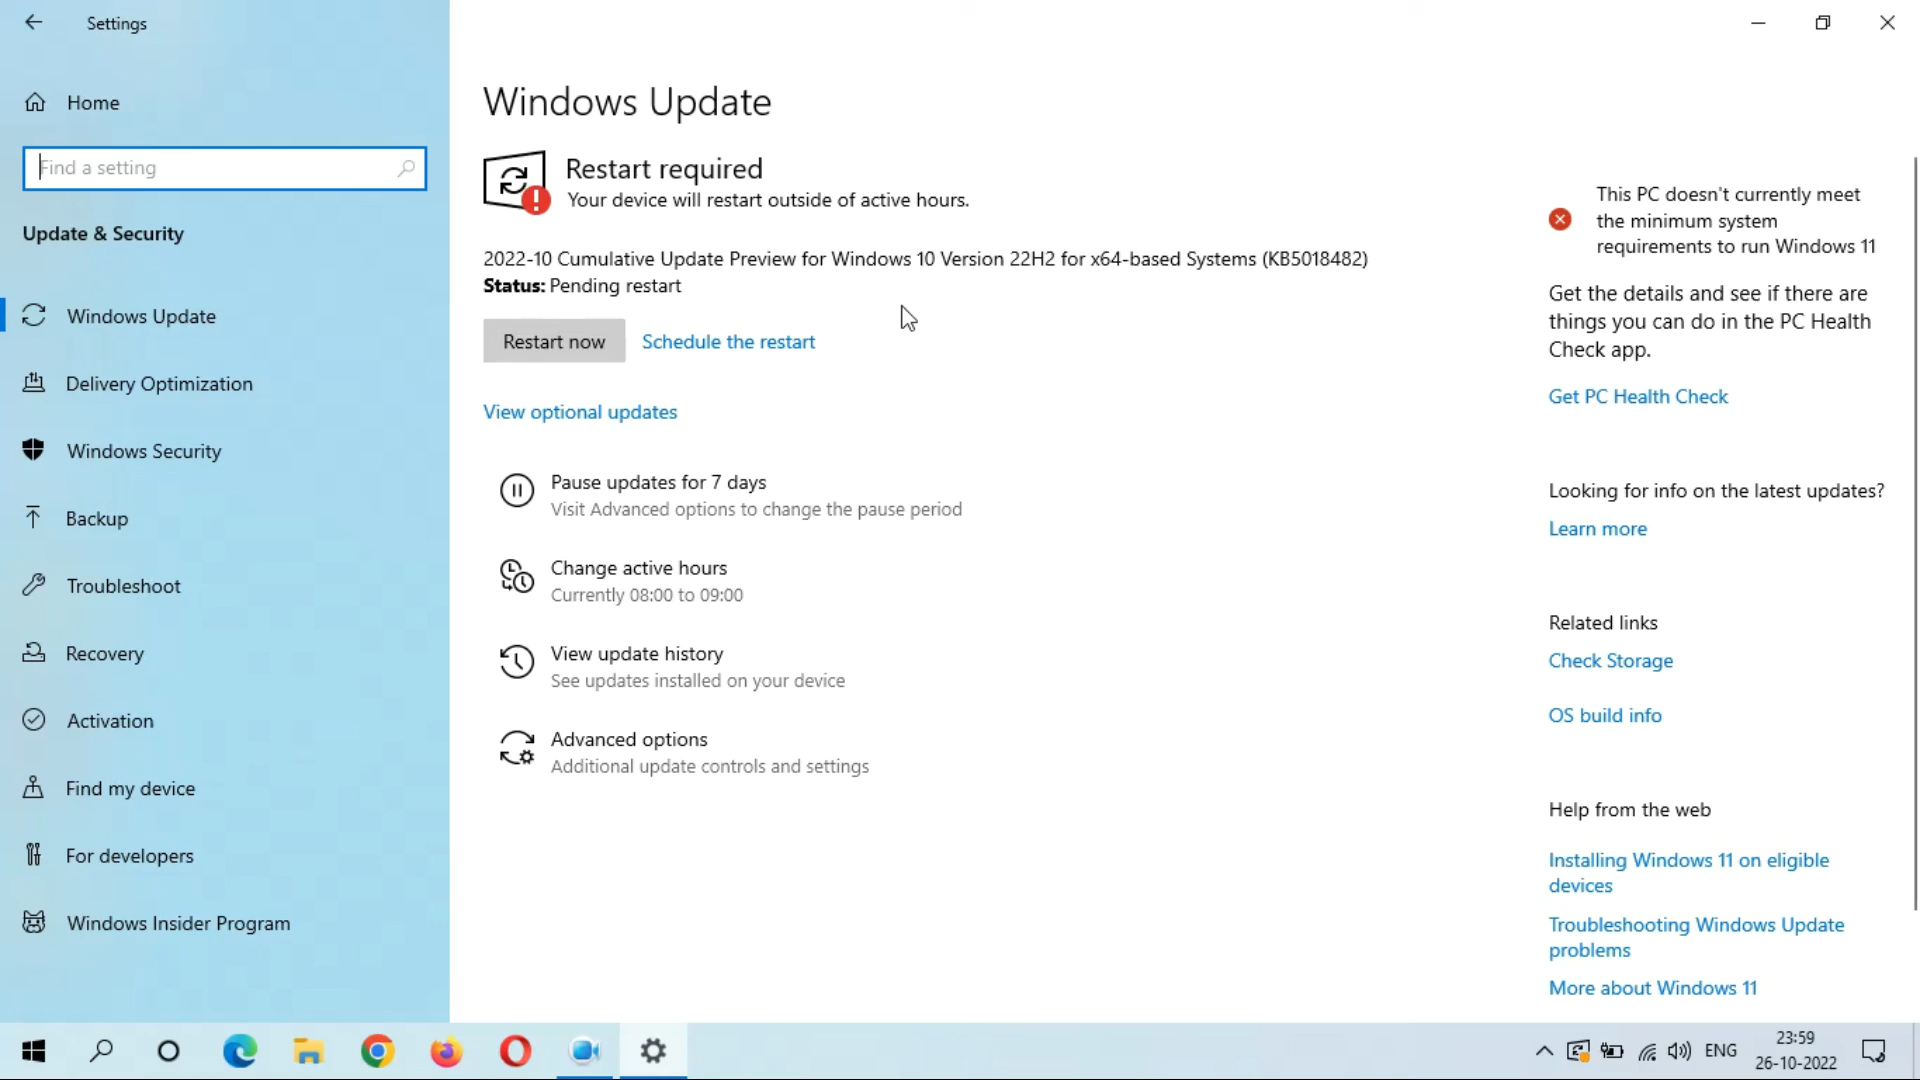 Settings
Home
Find a setting
Update & Security
Windows Update
Delivery Optimization
Windows Security
Backup
Troubleshoot
Recovery
Activation
Find my device
For developers
Windows Insider Program
Windows Update
Restart required
Your device will restart outside of active hours.
2022-10 Cumulative Update Preview for Windows 10 Version 22H2 for x64-based Systems (KB5018482)
Status: Pending restart
Restart now Schedule the restart
View optional updates
Pause updates for 7 days
Visit Advanced options to change the pause period
Change active hours
Currently 08:00 to 09:00
View update history
See updates installed on your device
Advanced options
Additional update controls and settings
This PC doesn't currently meet
the minimum system
requirements to run Windows 11
Get the details and see if there are
things you can do in the PC Health
Check app.
Get PC Health Check
Looking for info on the latest updates?
Learn more
Related links
Check Storage
OS build info
Help from the web
Installing Windows 11 on eligible
devices
Troubleshooting Windows Update
problems
More about Windows 11
ENG
23:59
26-10-2022